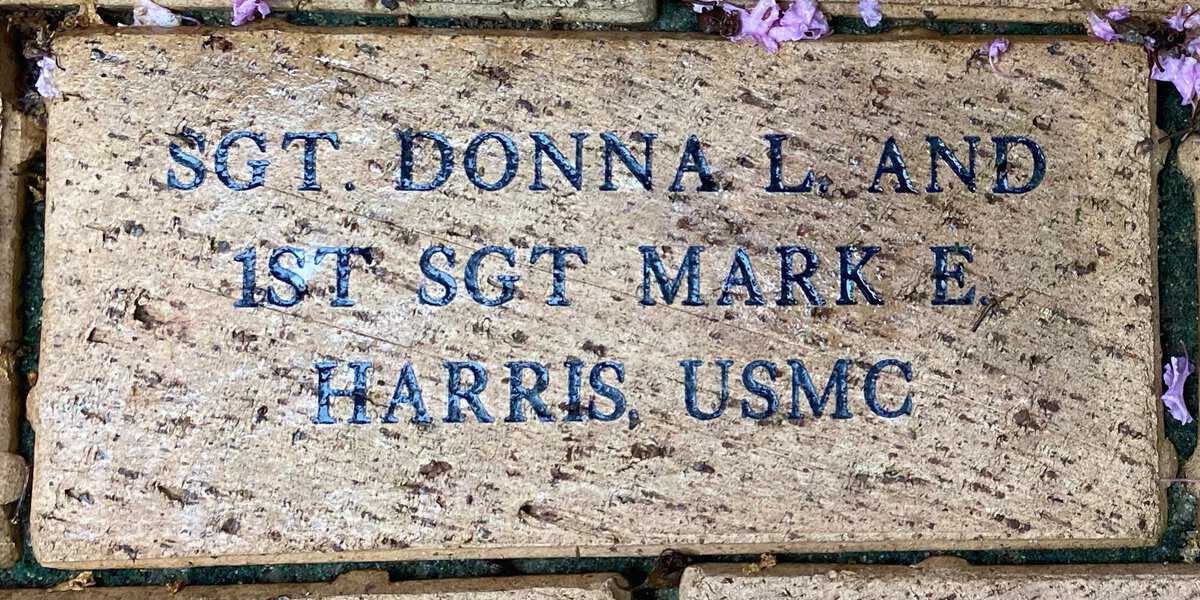 SGT. DONNA L. AND
1ST SGT MARK E.
HARRIS, USMC